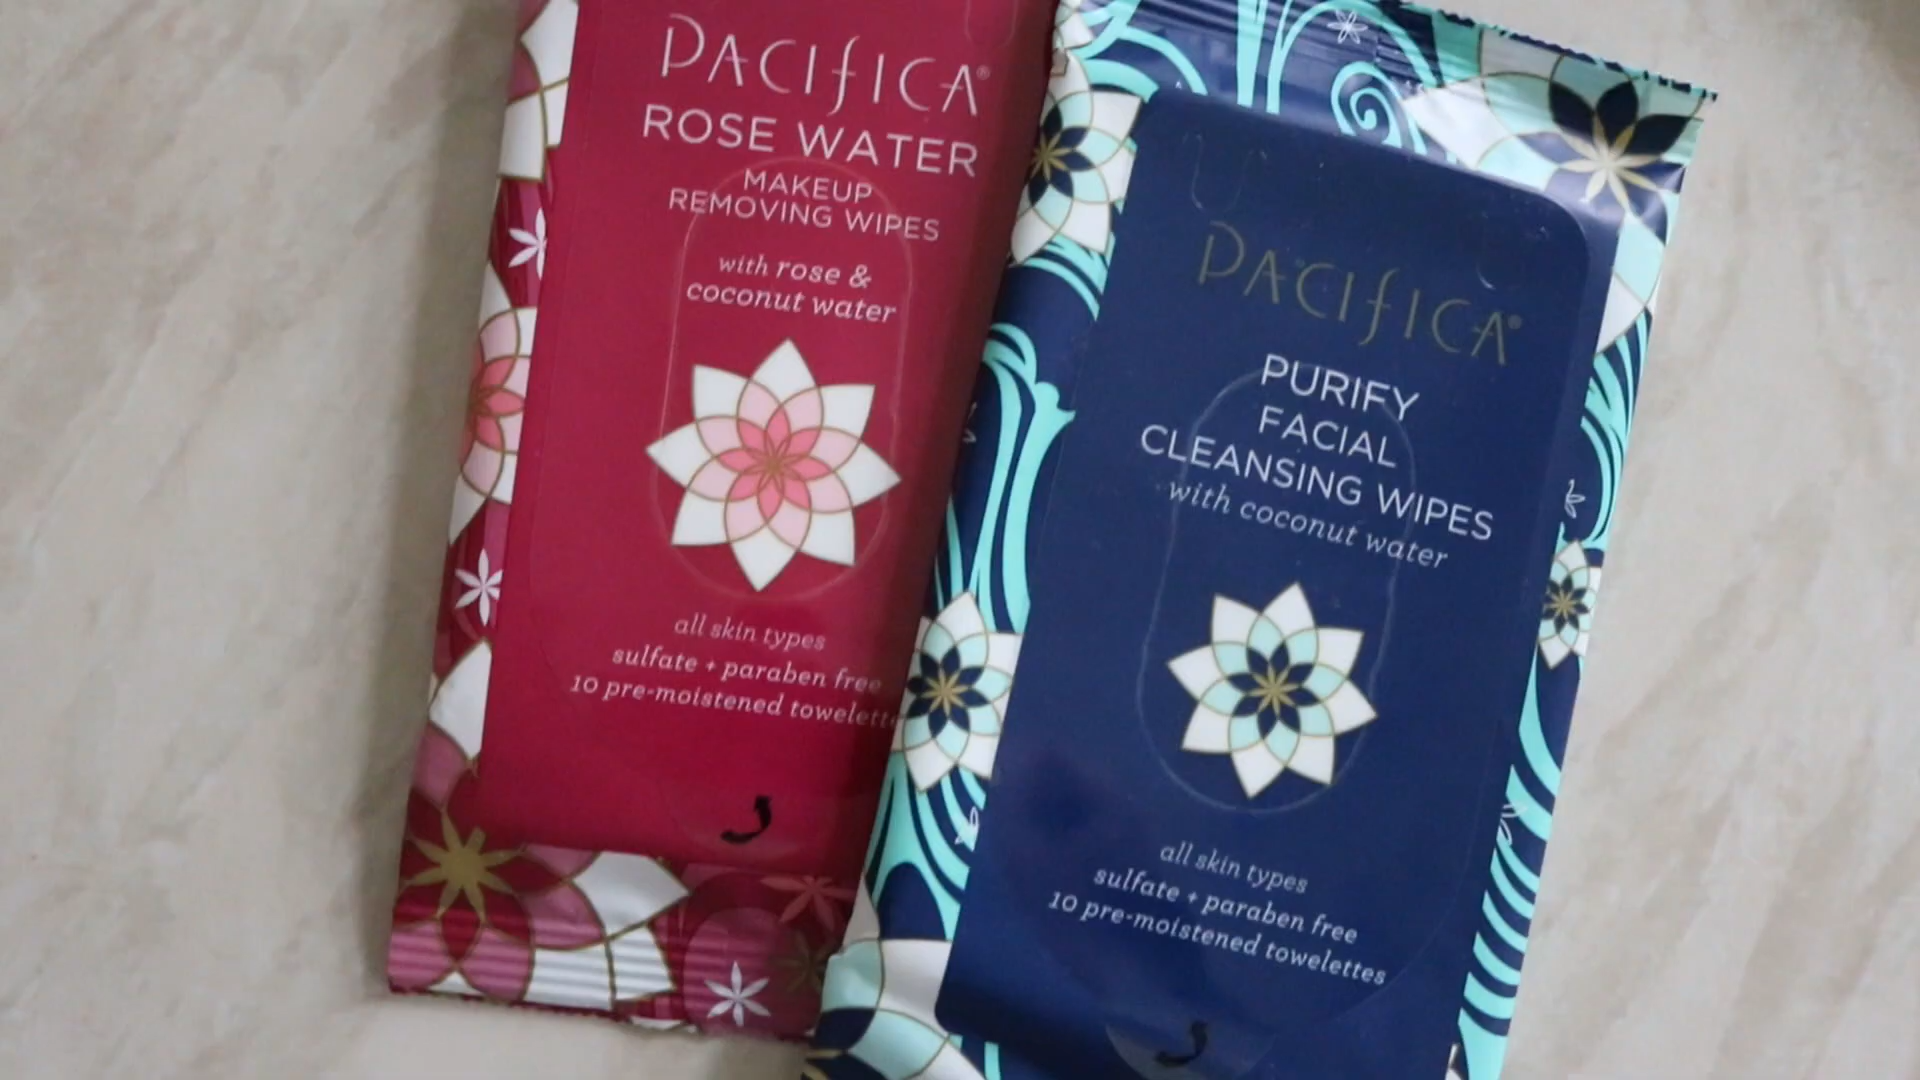 PACIFICA®
ROSE WATER
MAKEUP
REMOVING WIPES
with rose &
coconut water
all skin types
sulfate + paraben free
10 pre-moistened towelette
PACIFICA®
PURIFY
FACIAL
CLEANSING WIPES
with coconut water
all skin types
sulfate + paraben free
10 pre-moistened towelettes